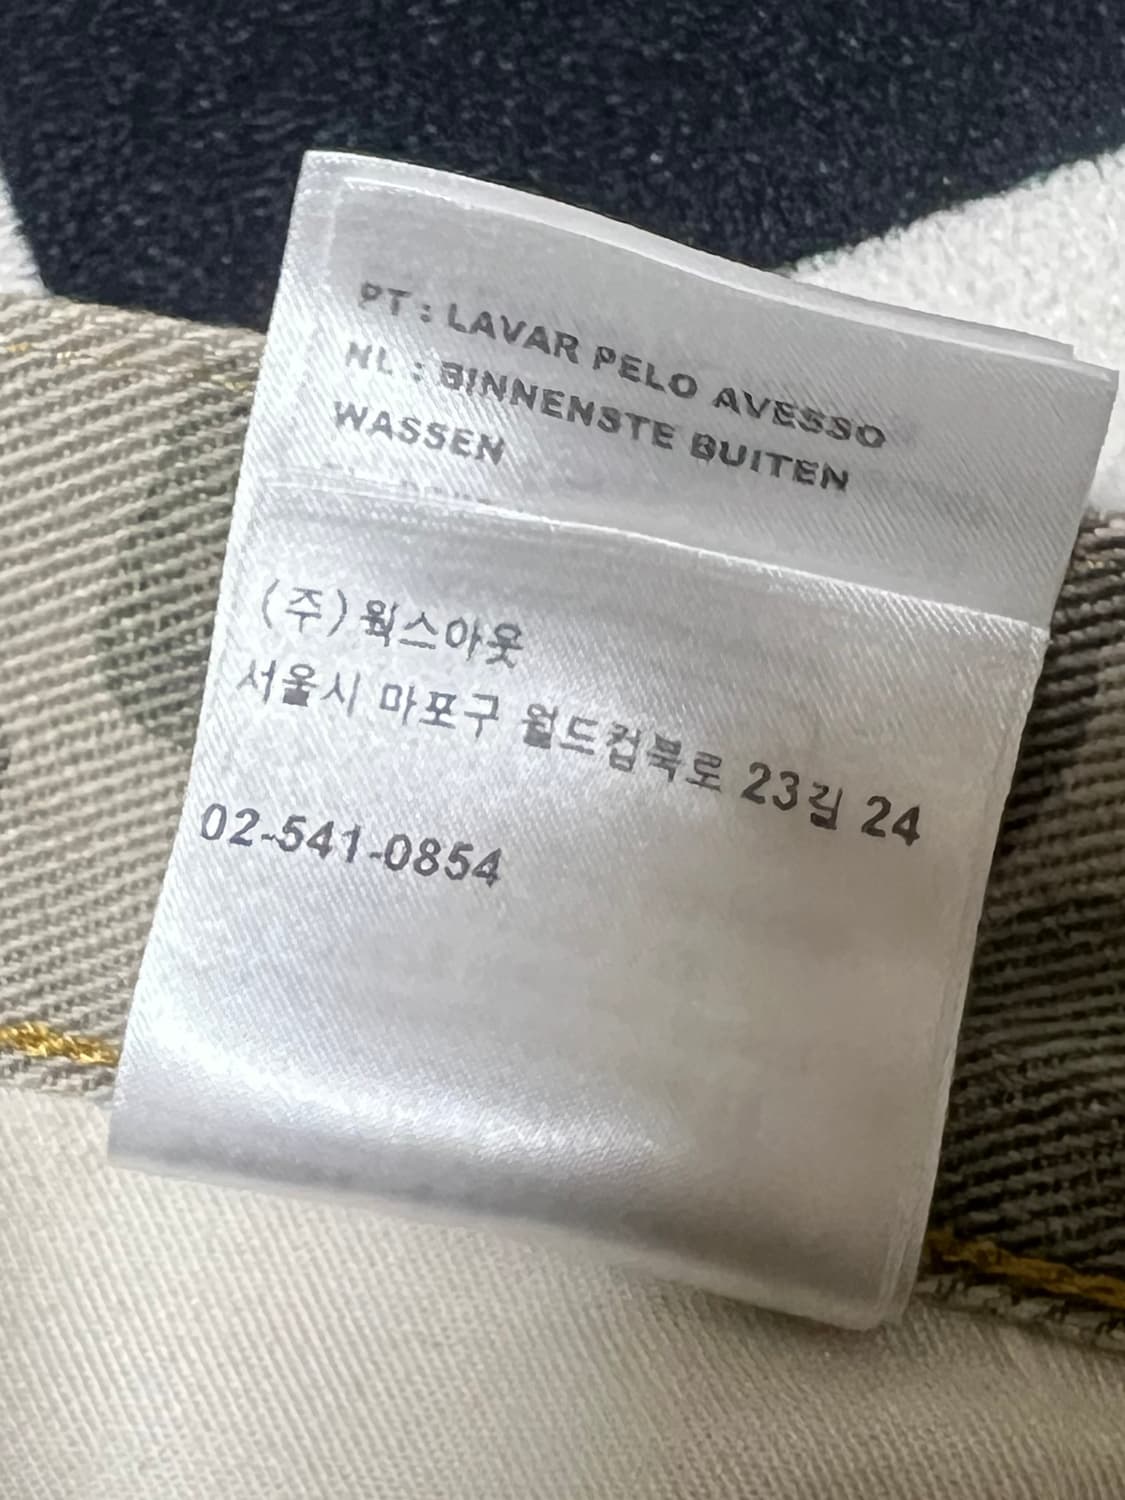 PT : LAVAR PELO AVESSO
NL : BINNENSTE BUITEN
WASSEN
(주) 웍스아웃
서울시 마포구 월드컵북로 23길 24
02-541-0854